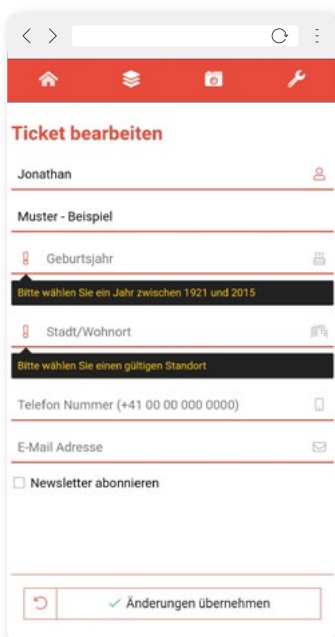 Ticket bearbeiten
Jonathan
Muster - Beispiel
Geburtsjahr
Bitte wählen Sie ein Jahr zwischen 1921 und 2015
Stadt/Wohnort
Bitte wählen Sie einen gültigen Standort
Telefon Nummer (+41 00 00 000 0000)
E-Mail Adresse
Newsletter abonnieren
Änderungen übernehmen